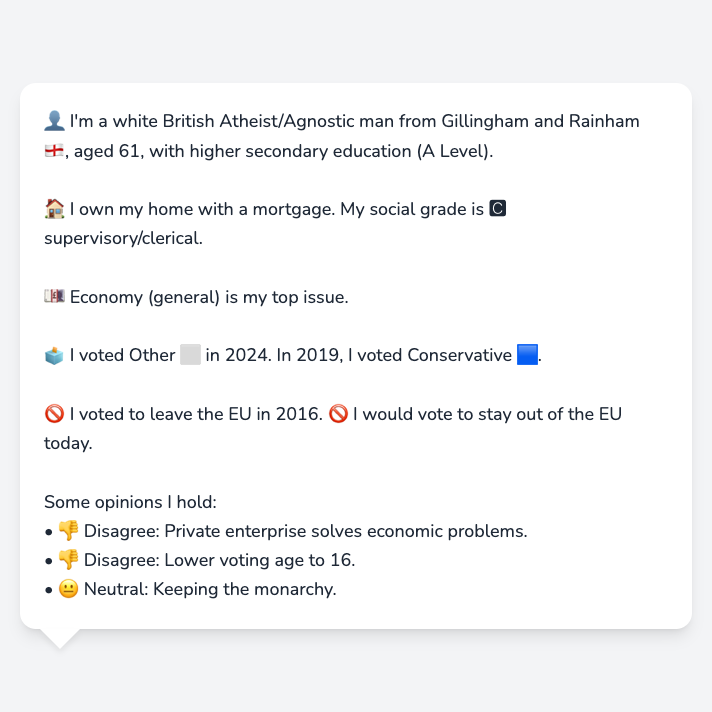 👤 I'm a white British Atheist/Agnostic man from Gillingham and Rainham
🏴󠁧󠁢󠁥󠁮󠁧󠁿, aged 61, with higher secondary education (A Level).
🏠 I own my home with a mortgage. My social grade is 🅲
supervisory/clerical.
💷 Economy (general) is my top issue.
🗳️ I voted Other ⬜ in 2024. In 2019, I voted Conservative 🟦.
🚫 I voted to leave the EU in 2016. 🚫 I would vote to stay out of the EU
today.
Some opinions I hold:
• 👎 Disagree: Private enterprise solves economic problems.
• 👎 Disagree: Lower voting age to 16.
• 😐 Neutral: Keeping the monarchy.